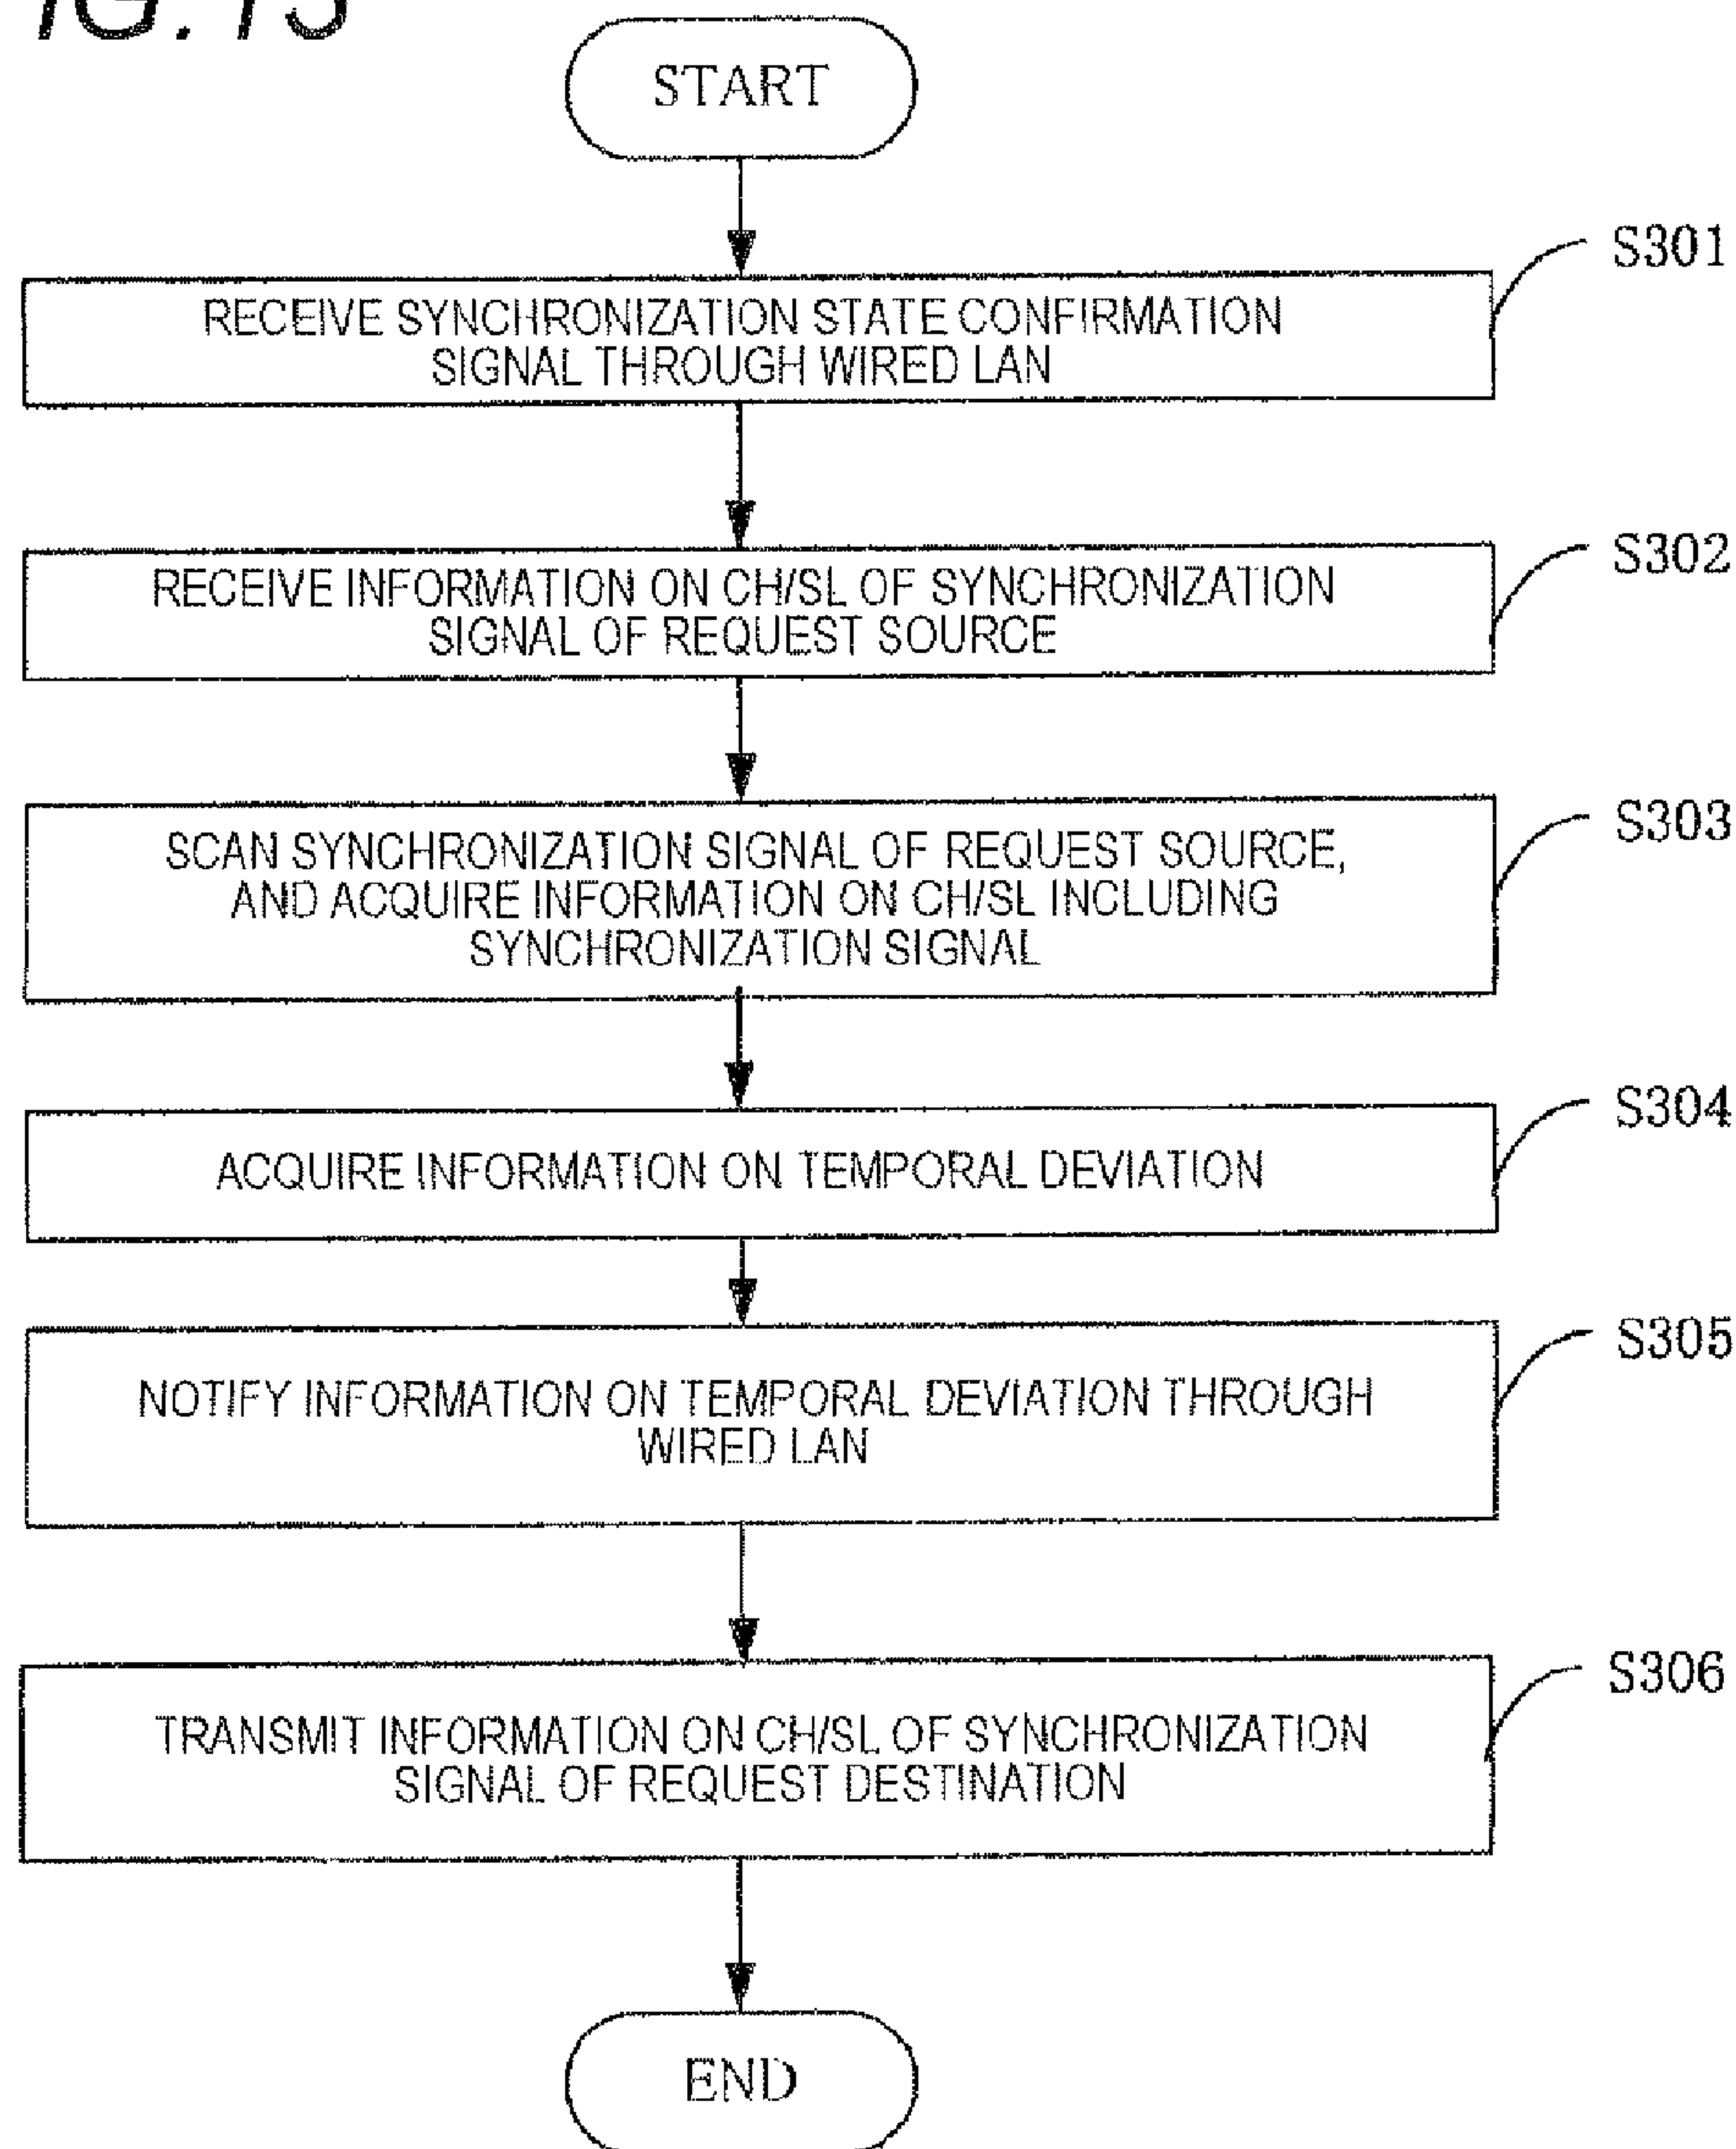 IG. 13
START
S301
RECEIVE SYNCHRONIZATION STATE CONFIRMATION
SIGNAL THROUGH WIRED LAN
S302
RECEIVE INFORMATION ON CH/SL OF SYNCHRONIZATION
SIGNAL OF REQUEST SOURCE
S303
SCAN SYNCHRONIZATION SIGNAL OF REQUEST SOURCE,
AND ACQUIRE INFORMATION ON CH/SL INCLUDING
SYNCHRONIZATION SIGNAL
S304
ACQUIRE INFORMATION ON TEMPORAL DEVIATION
S305
NOTIFY INFORMATION ON TEMPORAL DEVIATION THROUGH
WIRED LAN
S306
TRANSMIT INFORMATION ON CH/SL OF SYNCHRONIZATION
SIGNAL OF REQUEST DESTINATION
END